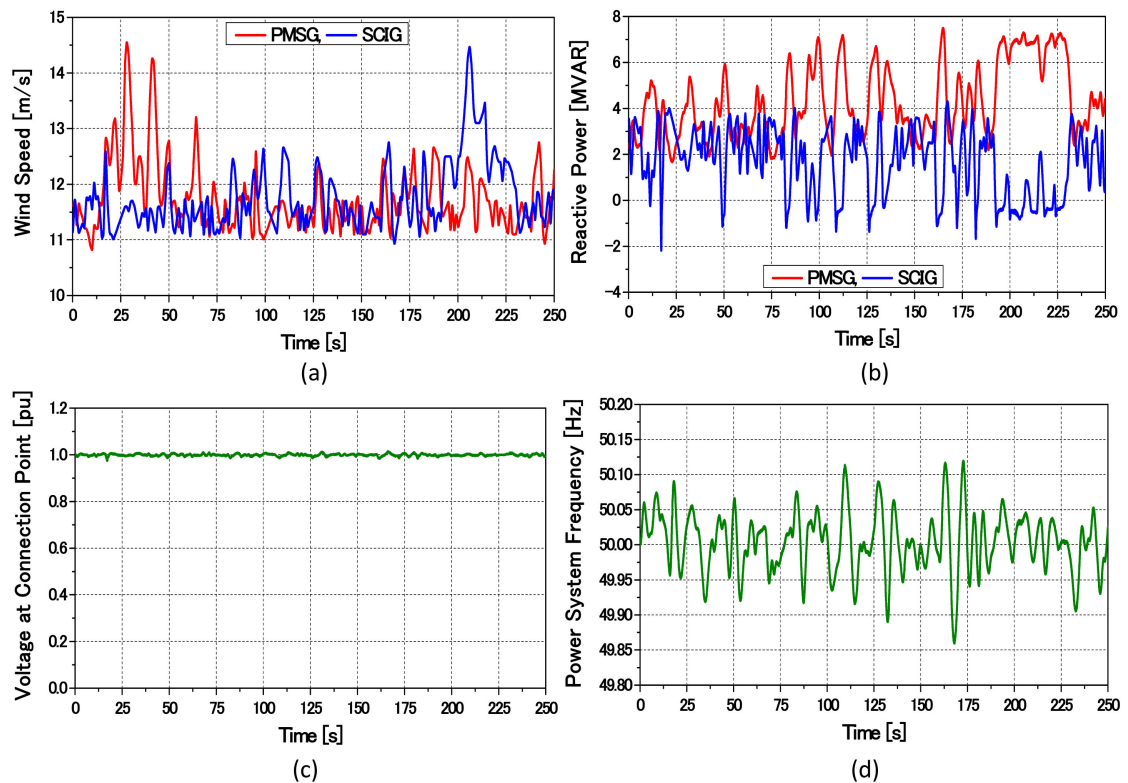 15
14
13
12
11
10
Wind Speed [m/s]
PMSG, SCIG
0 25 50 75 100 125 150 175 200 225 250
Time [s]
(a)
8
6
4
2
0
−2
−4
Reactive Power [MVAR]
PMSG, SCIG
0 25 50 75 100 125 150 175 200 225 250
Time [s]
(b)
1.2
1.0
0.8
0.6
0.4
0.2
0.0
Voltage at Connection Point [pu]
0 25 50 75 100 125 150 175 200 225 250
Time [s]
(c)
50.20
50.15
50.10
50.05
50.00
49.95
49.90
49.85
49.80
Power System Frequency [Hz]
0 25 50 75 100 125 150 175 200 225 250
Time [s]
(d)